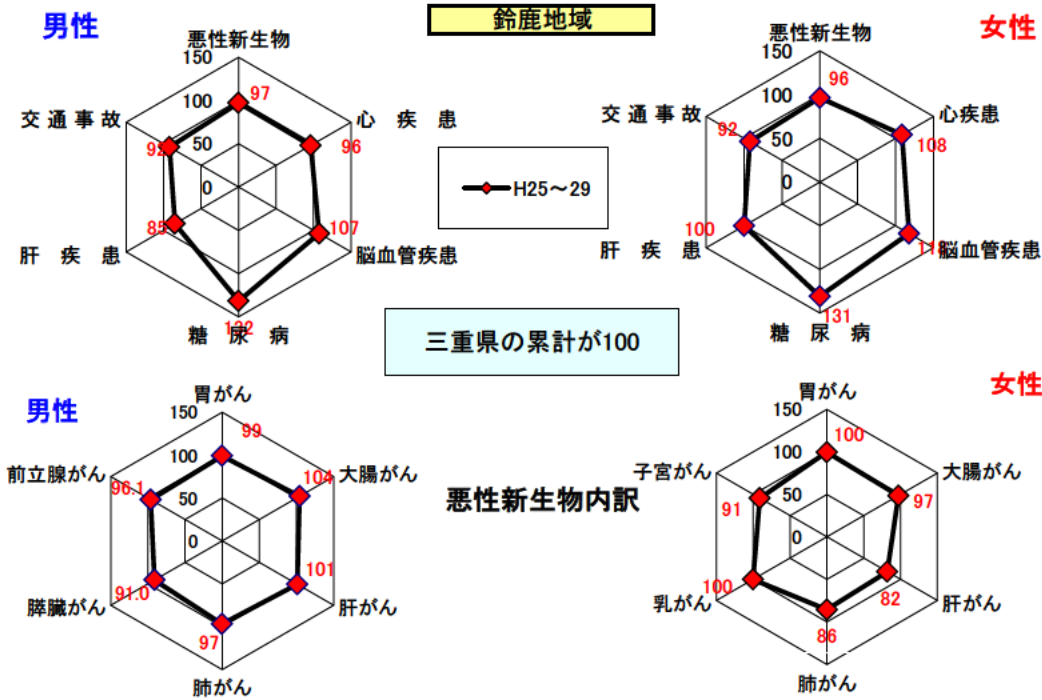 鈴鹿地域
男性
悪性新生物
150
100
50
0
97
心 疾 患
96
脳血管疾患
107
糖 尿 病
132
肝 疾 患
85
交 通 事 故
92
H25～29
女性
悪性新生物
150
100
50
0
96
心疾患
108
脳血管疾患
糖 尿 病
131
肝 疾 患
100
交 通 事 故
92
三重県の累計が100
男性
胃がん
150
100
50
0
99
大腸がん
104
肝がん
101
肺がん
97
膵臓がん
91.0
前立腺がん
96.1
悪性新生物内訳
女性
胃がん
150
100
50
0
100
大腸がん
97
肝がん
82
肺がん
86
乳がん
100
子宮がん
91